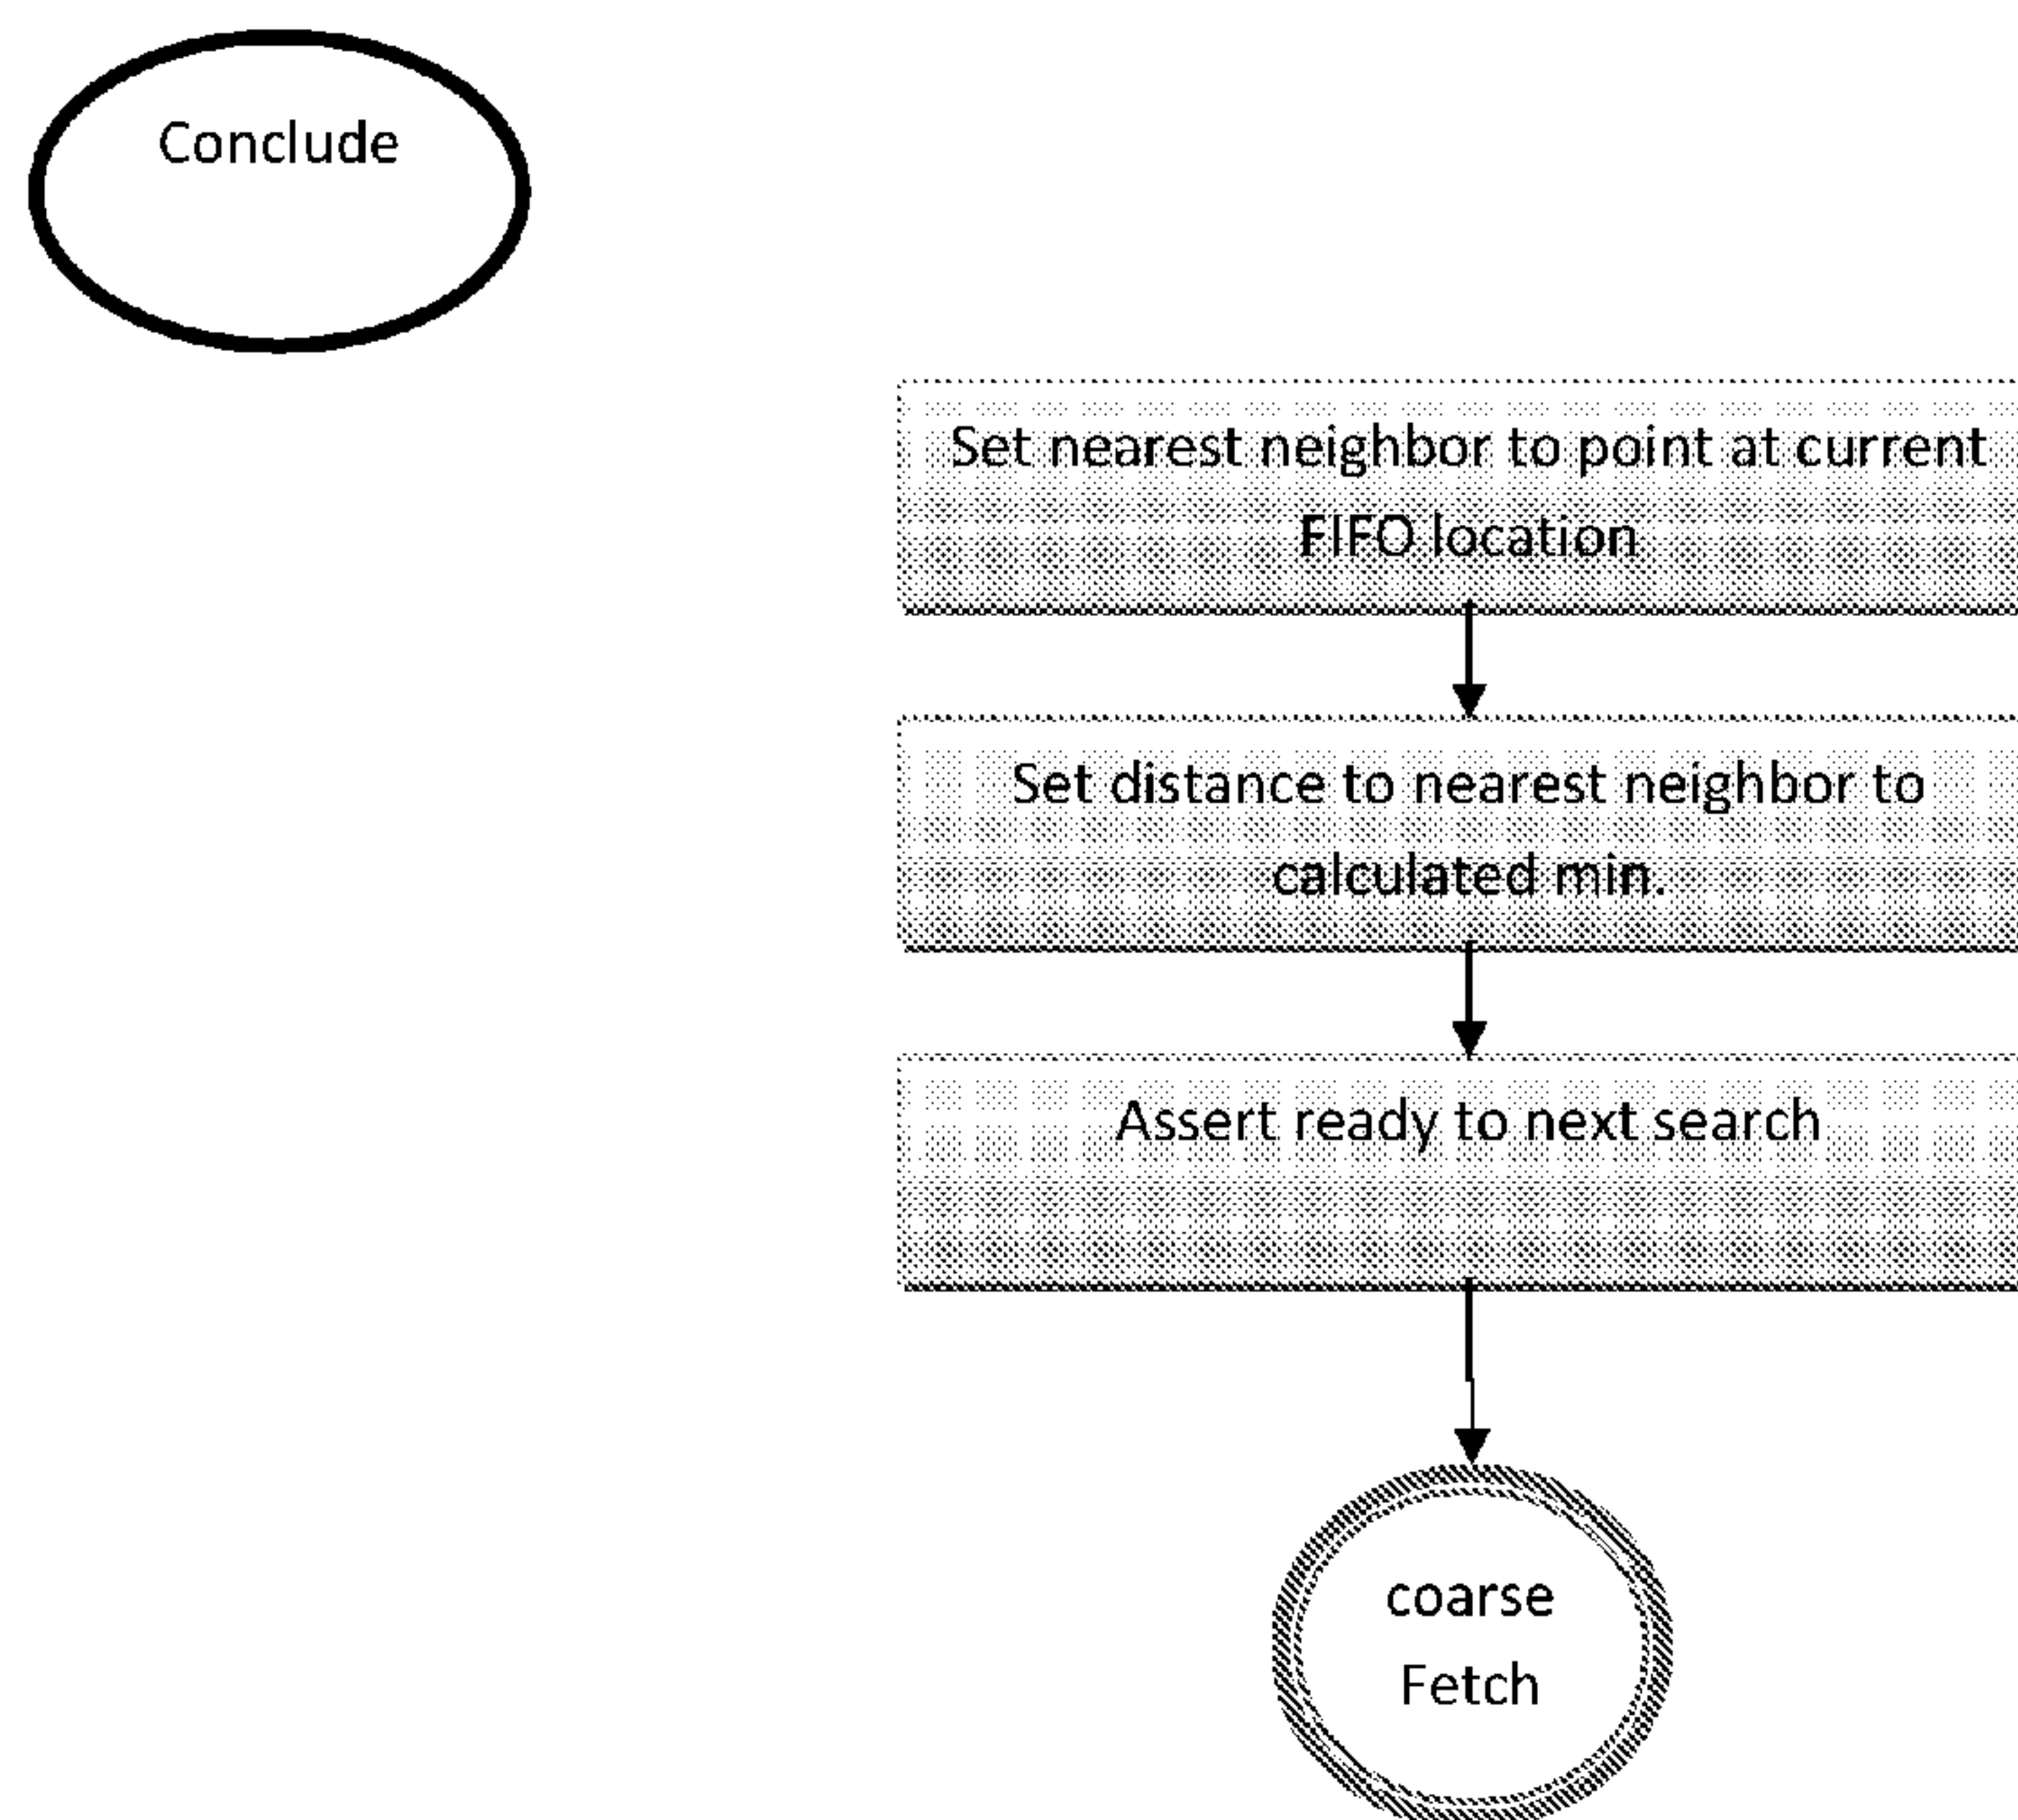 Conclude
Set nearest neighbor to point at current
FIFO location
Set distance to nearest neighbor to
calculated min.
Assert ready to next search
coarse
Fetch